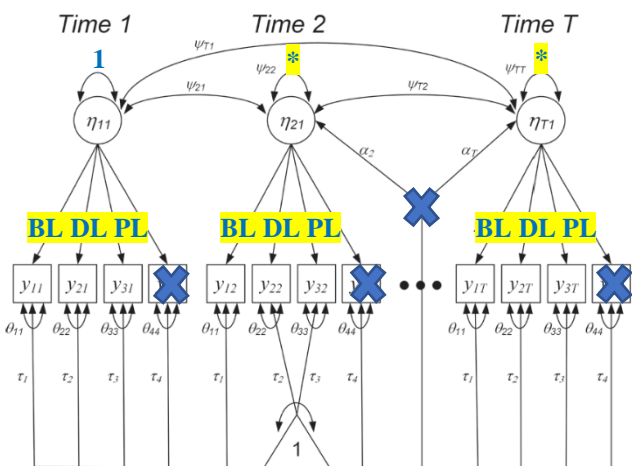 Time 1 Time 2 Time T
ψT1
1 ψ22 * ψTT *
ψ21 ψT2
η11 η21 ηT1
α2 αT
BL DL PL BL DL PL BL DL PL
y11 y21 y31 y12 y22 y32 y1T y2T y3T
θ11 θ22 θ33 θ44 θ11 θ22 θ33 θ44 θ11 θ22 θ33 θ44
τ1 τ2 τ3 τ4 τ1 τ2 τ3 τ4 τ1 τ2 τ3 τ4
1